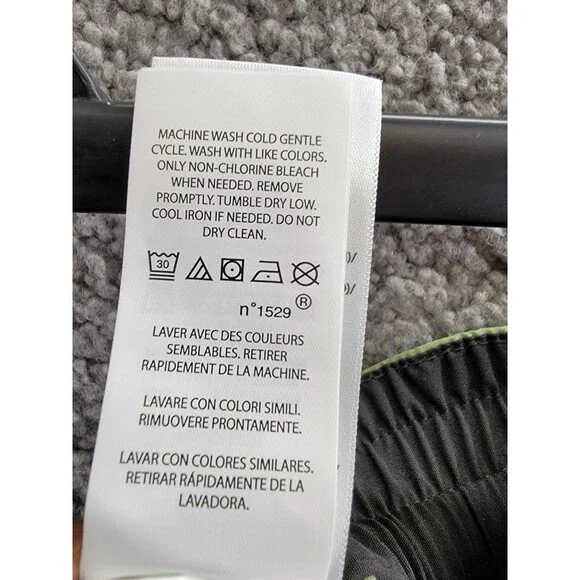 MACHINE WASH COLD GENTLE
CYCLE. WASH WITH LIKE COLORS.
ONLY NON-CHLORINE BLEACH
WHEN NEEDED. REMOVE
PROMPTLY. TUMBLE DRY LOW.
COOL IRON IF NEEDED. DO NOT
DRY CLEAN.
30
n°1529 ®
LAVER AVEC DES COULEURS
SEMBLABLES. RETIRER
RAPIDEMENT DE LA MACHINE.
LAVARE CON COLORI SIMILI.
RIMUOVERE PRONTAMENTE.
LAVAR CON COLORES SIMILARES.
RETIRAR RÁPIDAMENTE DE LA
LAVADORA.